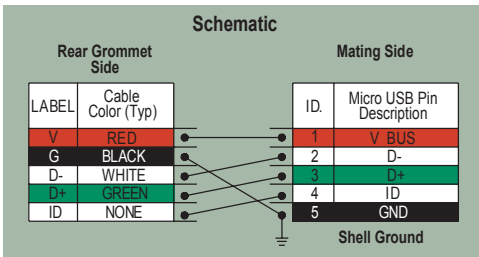 Schematic
Rear Grommet
Side
Mating Side
LABEL Cable
Color (Typ)
ID. Micro USB Pin
Description
V RED 1 V BUS
G BLACK 2 D-
D- WHITE 3 D+
D+ GREEN 4 ID
ID NONE 5 GND
Shell Ground